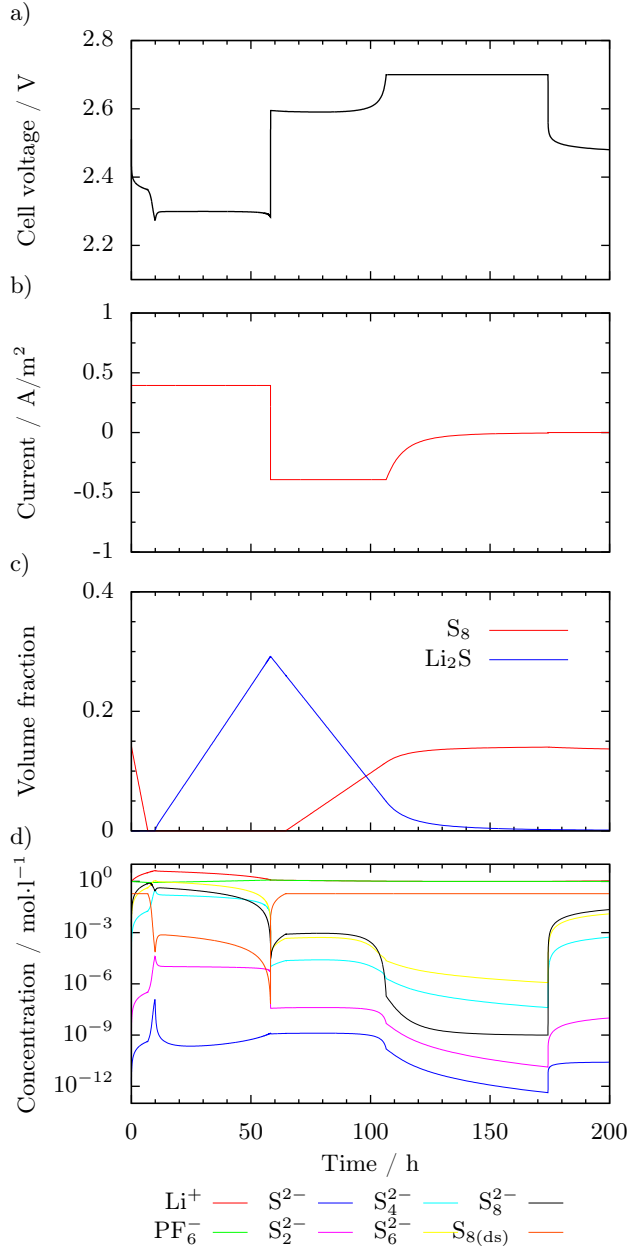 a)
Cell voltage / V
2.8
2.6
2.4
2.2
b)
Current / A/m²
1
0.5
0
-0.5
-1
c)
Volume fraction
0.4
0.2
0
S₈
Li₂S
d)
Concentration / mol·l⁻¹
10⁰
10⁻³
10⁻⁶
10⁻⁹
10⁻¹²
0 50 100 150 200
Time / h
Li⁺ S²⁻ S₄²⁻ S₈²⁻
PF₆⁻ S₂²⁻ S₆²⁻ S₈₍ds₎